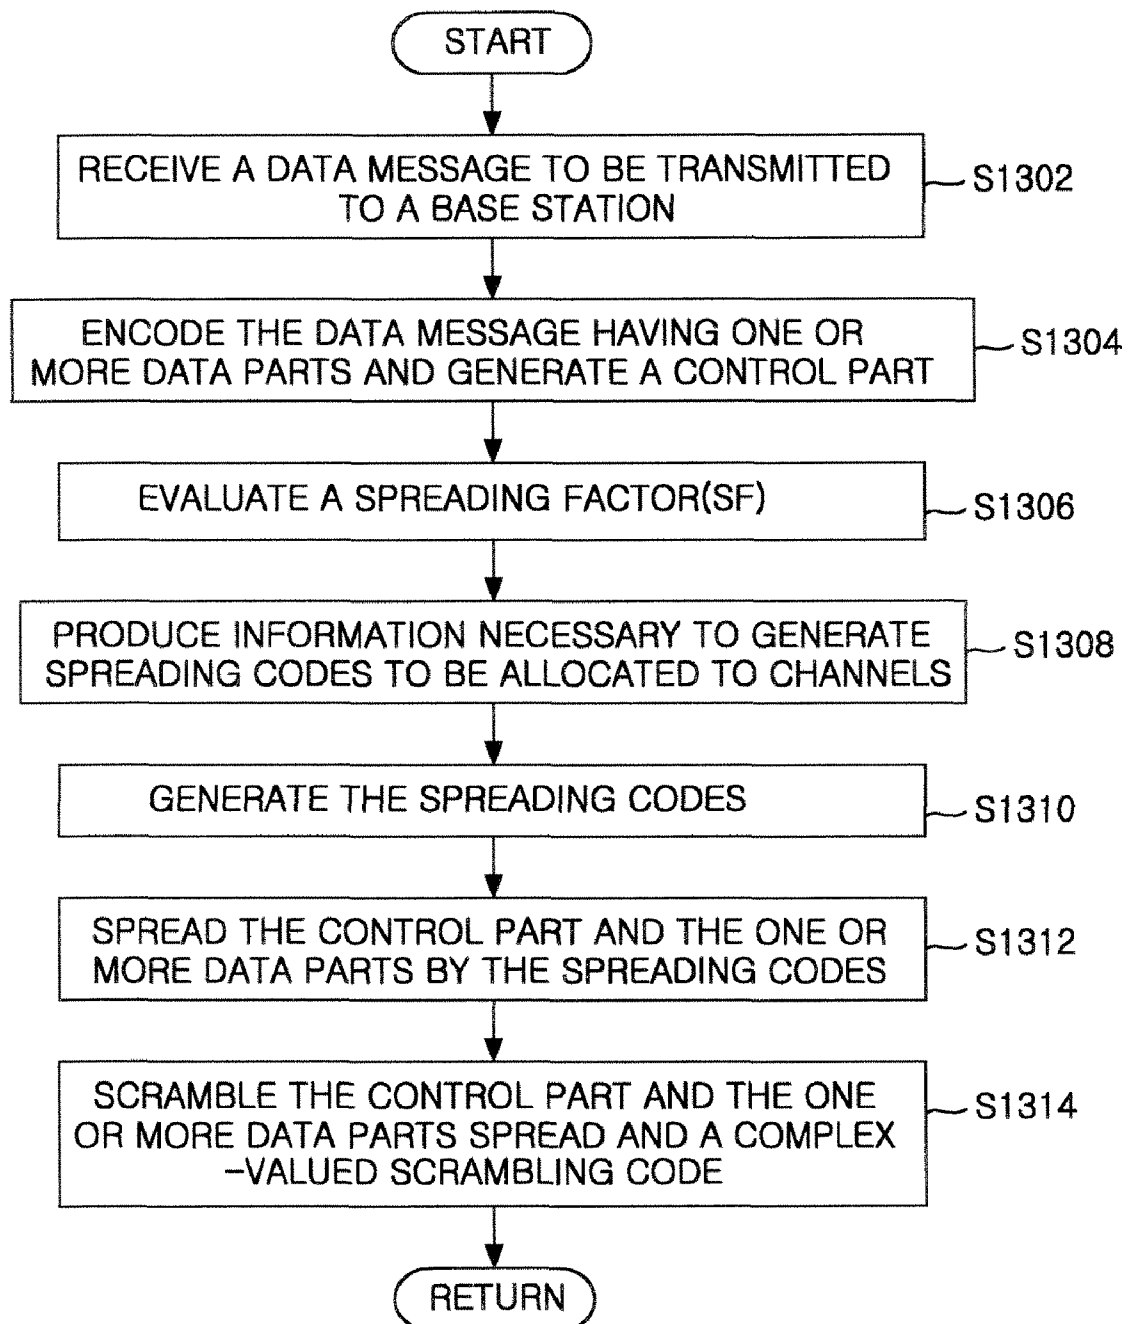 START
RECEIVE A DATA MESSAGE TO BE TRANSMITTED
TO A BASE STATION
S1302
ENCODE THE DATA MESSAGE HAVING ONE OR
MORE DATA PARTS AND GENERATE A CONTROL PART
S1304
EVALUATE A SPREADING FACTOR(SF)
S1306
PRODUCE INFORMATION NECESSARY TO GENERATE
SPREADING CODES TO BE ALLOCATED TO CHANNELS
S1308
GENERATE THE SPREADING CODES
S1310
SPREAD THE CONTROL PART AND THE ONE OR
MORE DATA PARTS BY THE SPREADING CODES
S1312
SCRAMBLE THE CONTROL PART AND THE ONE
OR MORE DATA PARTS SPREAD AND A COMPLEX
-VALUED SCRAMBLING CODE
S1314
RETURN